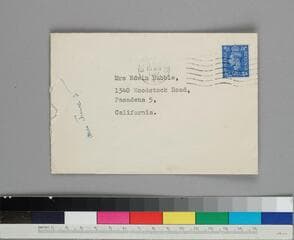 Mrs Edwin Hubble,
1340 Woodstock Road,
Pasadena 5,
California.